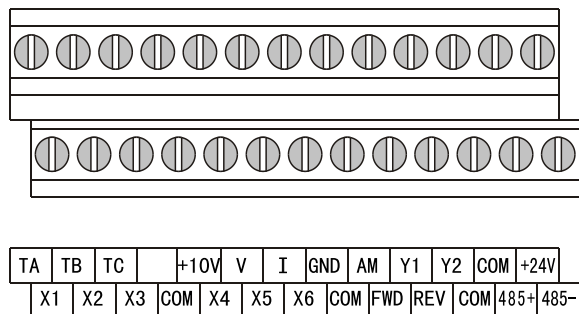 TA TB TC +10V V I GND AM Y1 Y2 COM +24V
X1 X2 X3 COM X4 X5 X6 COM FWD REV COM 485+ 485-